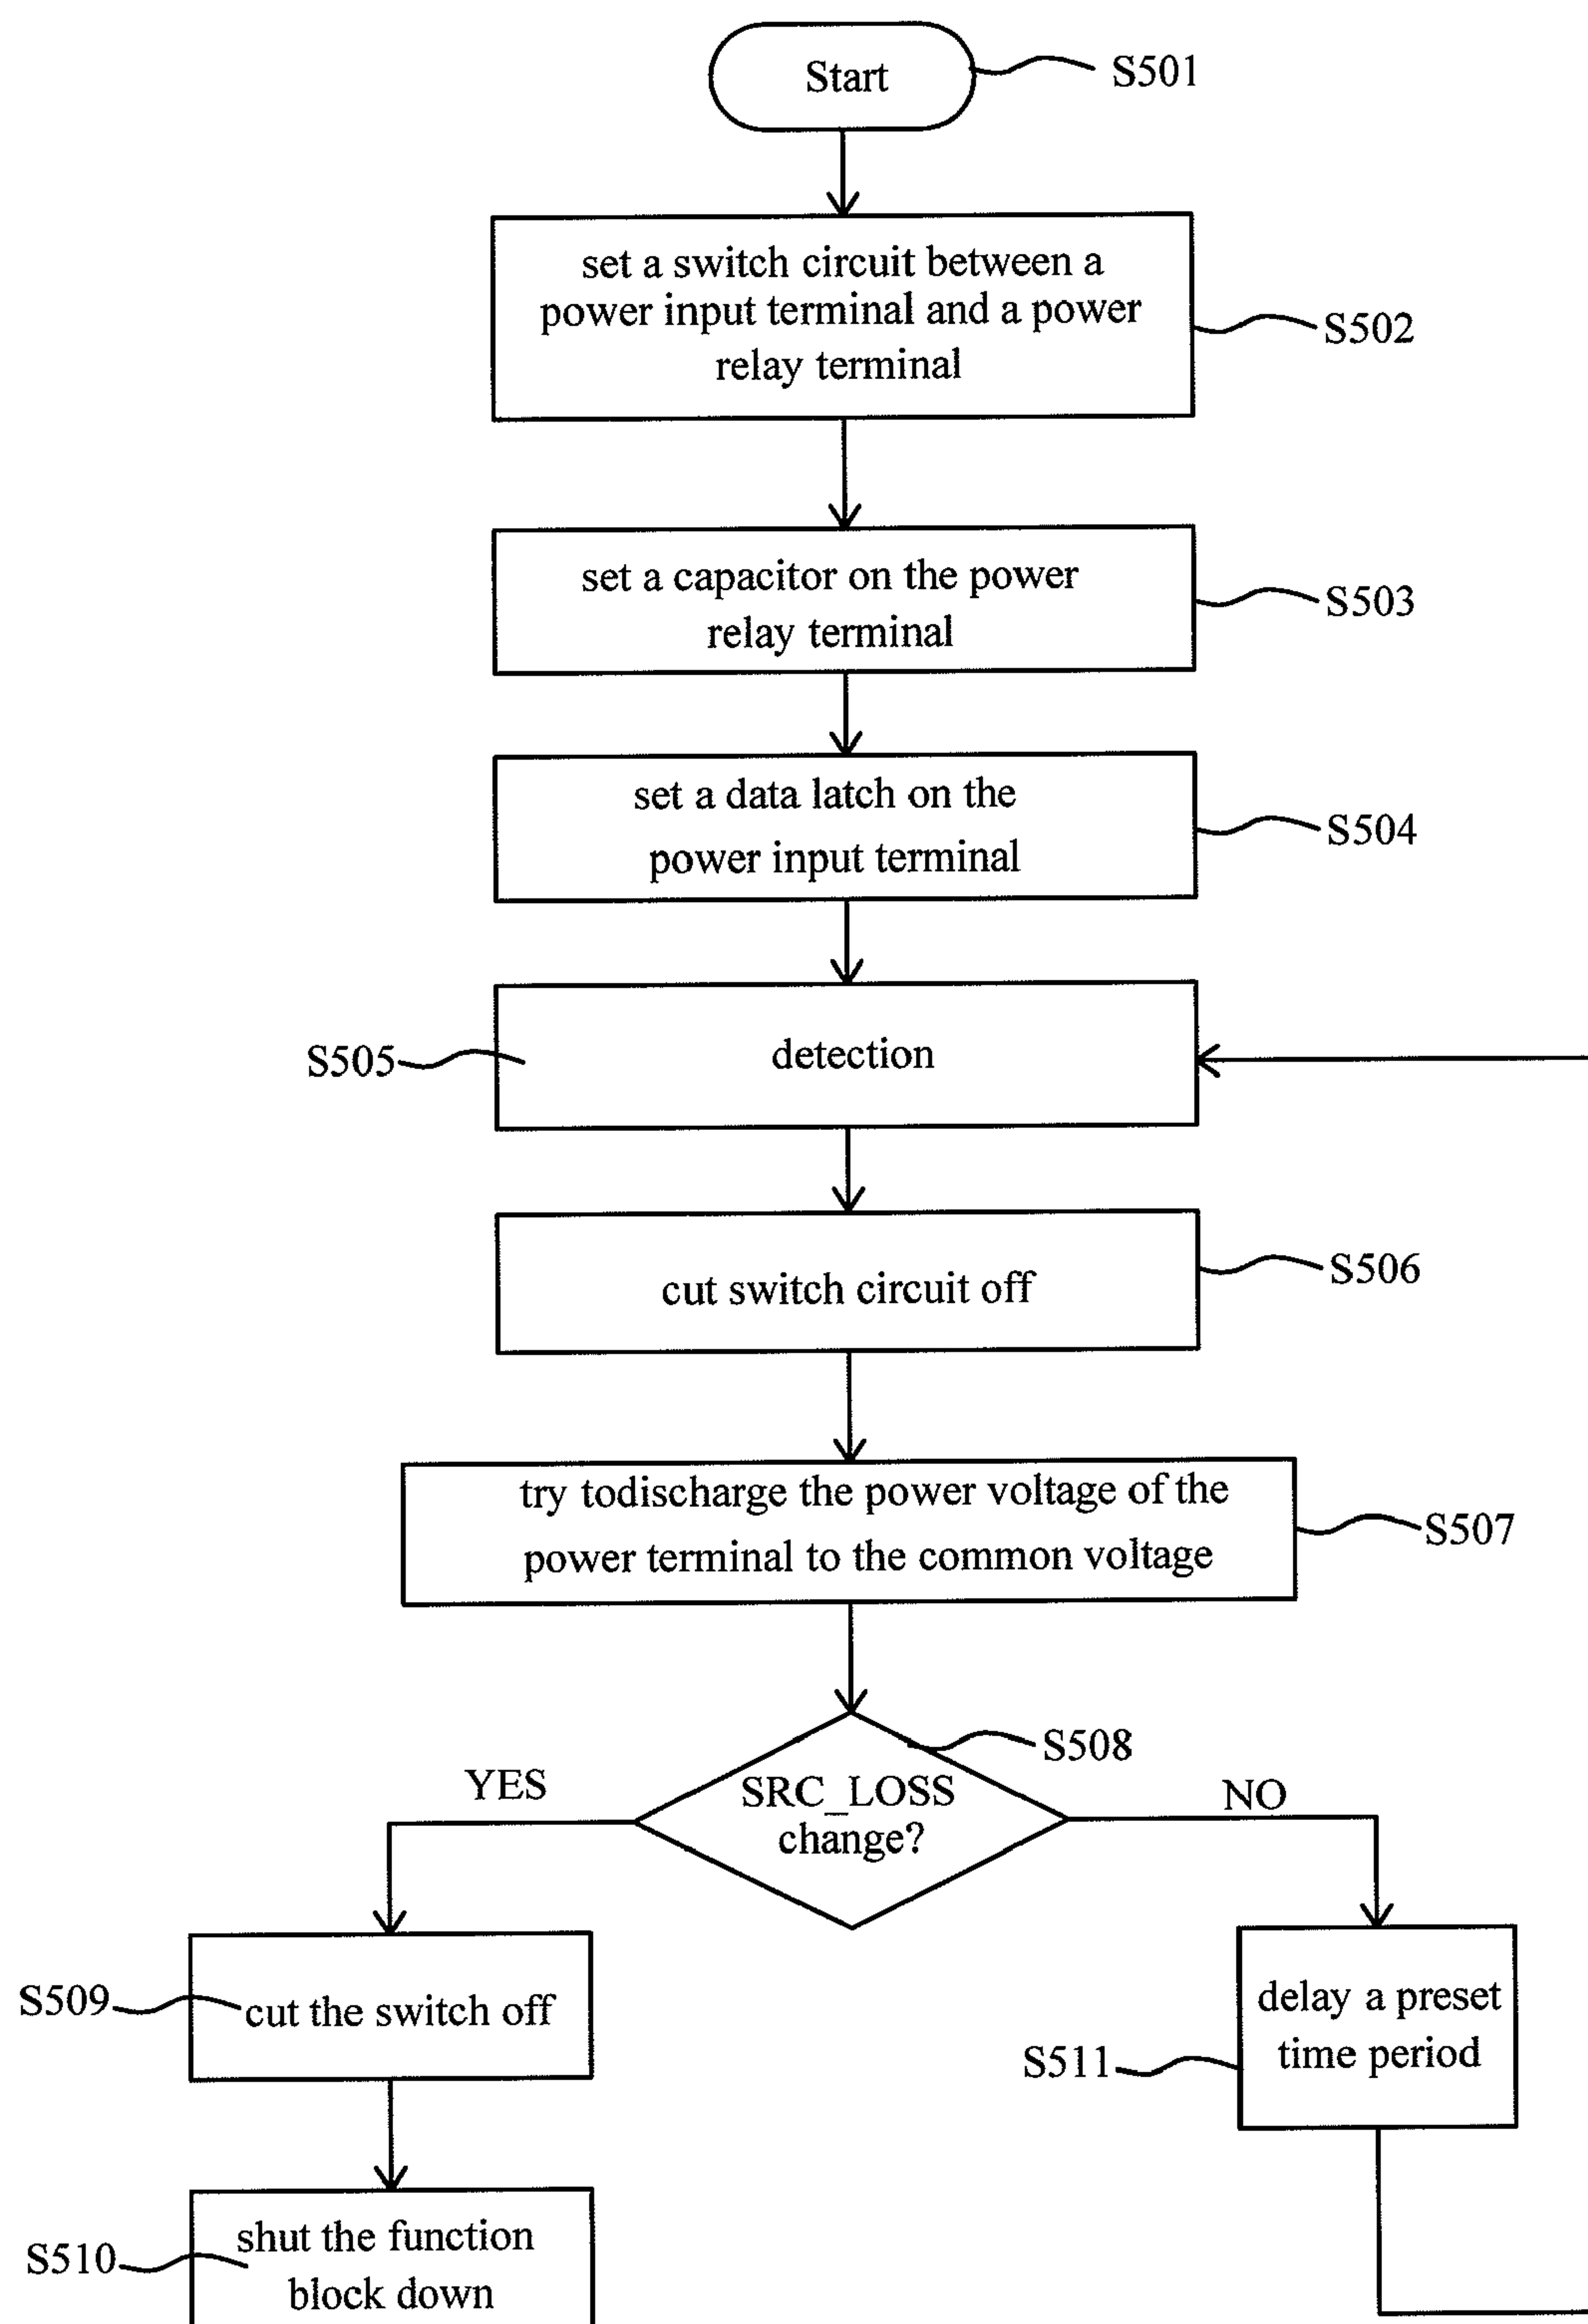 Start
S501
set a switch circuit between a
power input terminal and a power
relay terminal
S502
set a capacitor on the power
relay terminal
S503
set a data latch on the
power input terminal
S504
S505
detection
cut switch circuit off
S506
try todischarge the power voltage of the
power terminal to the common voltage
S507
S508
SRC_LOSS
change?
YES
NO
S509
cut the switch off
delay a preset
time period
S511
S510
shut the function
block down